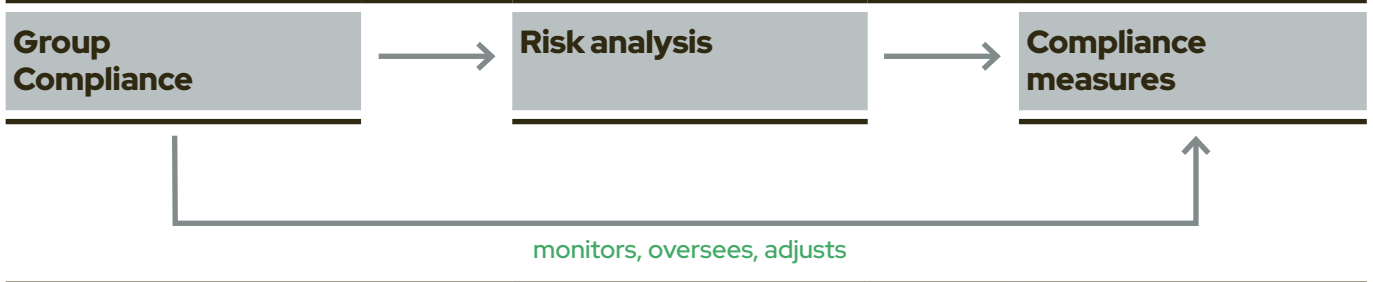 Group
Compliance
Risk analysis
Compliance
measures
monitors, oversees, adjusts